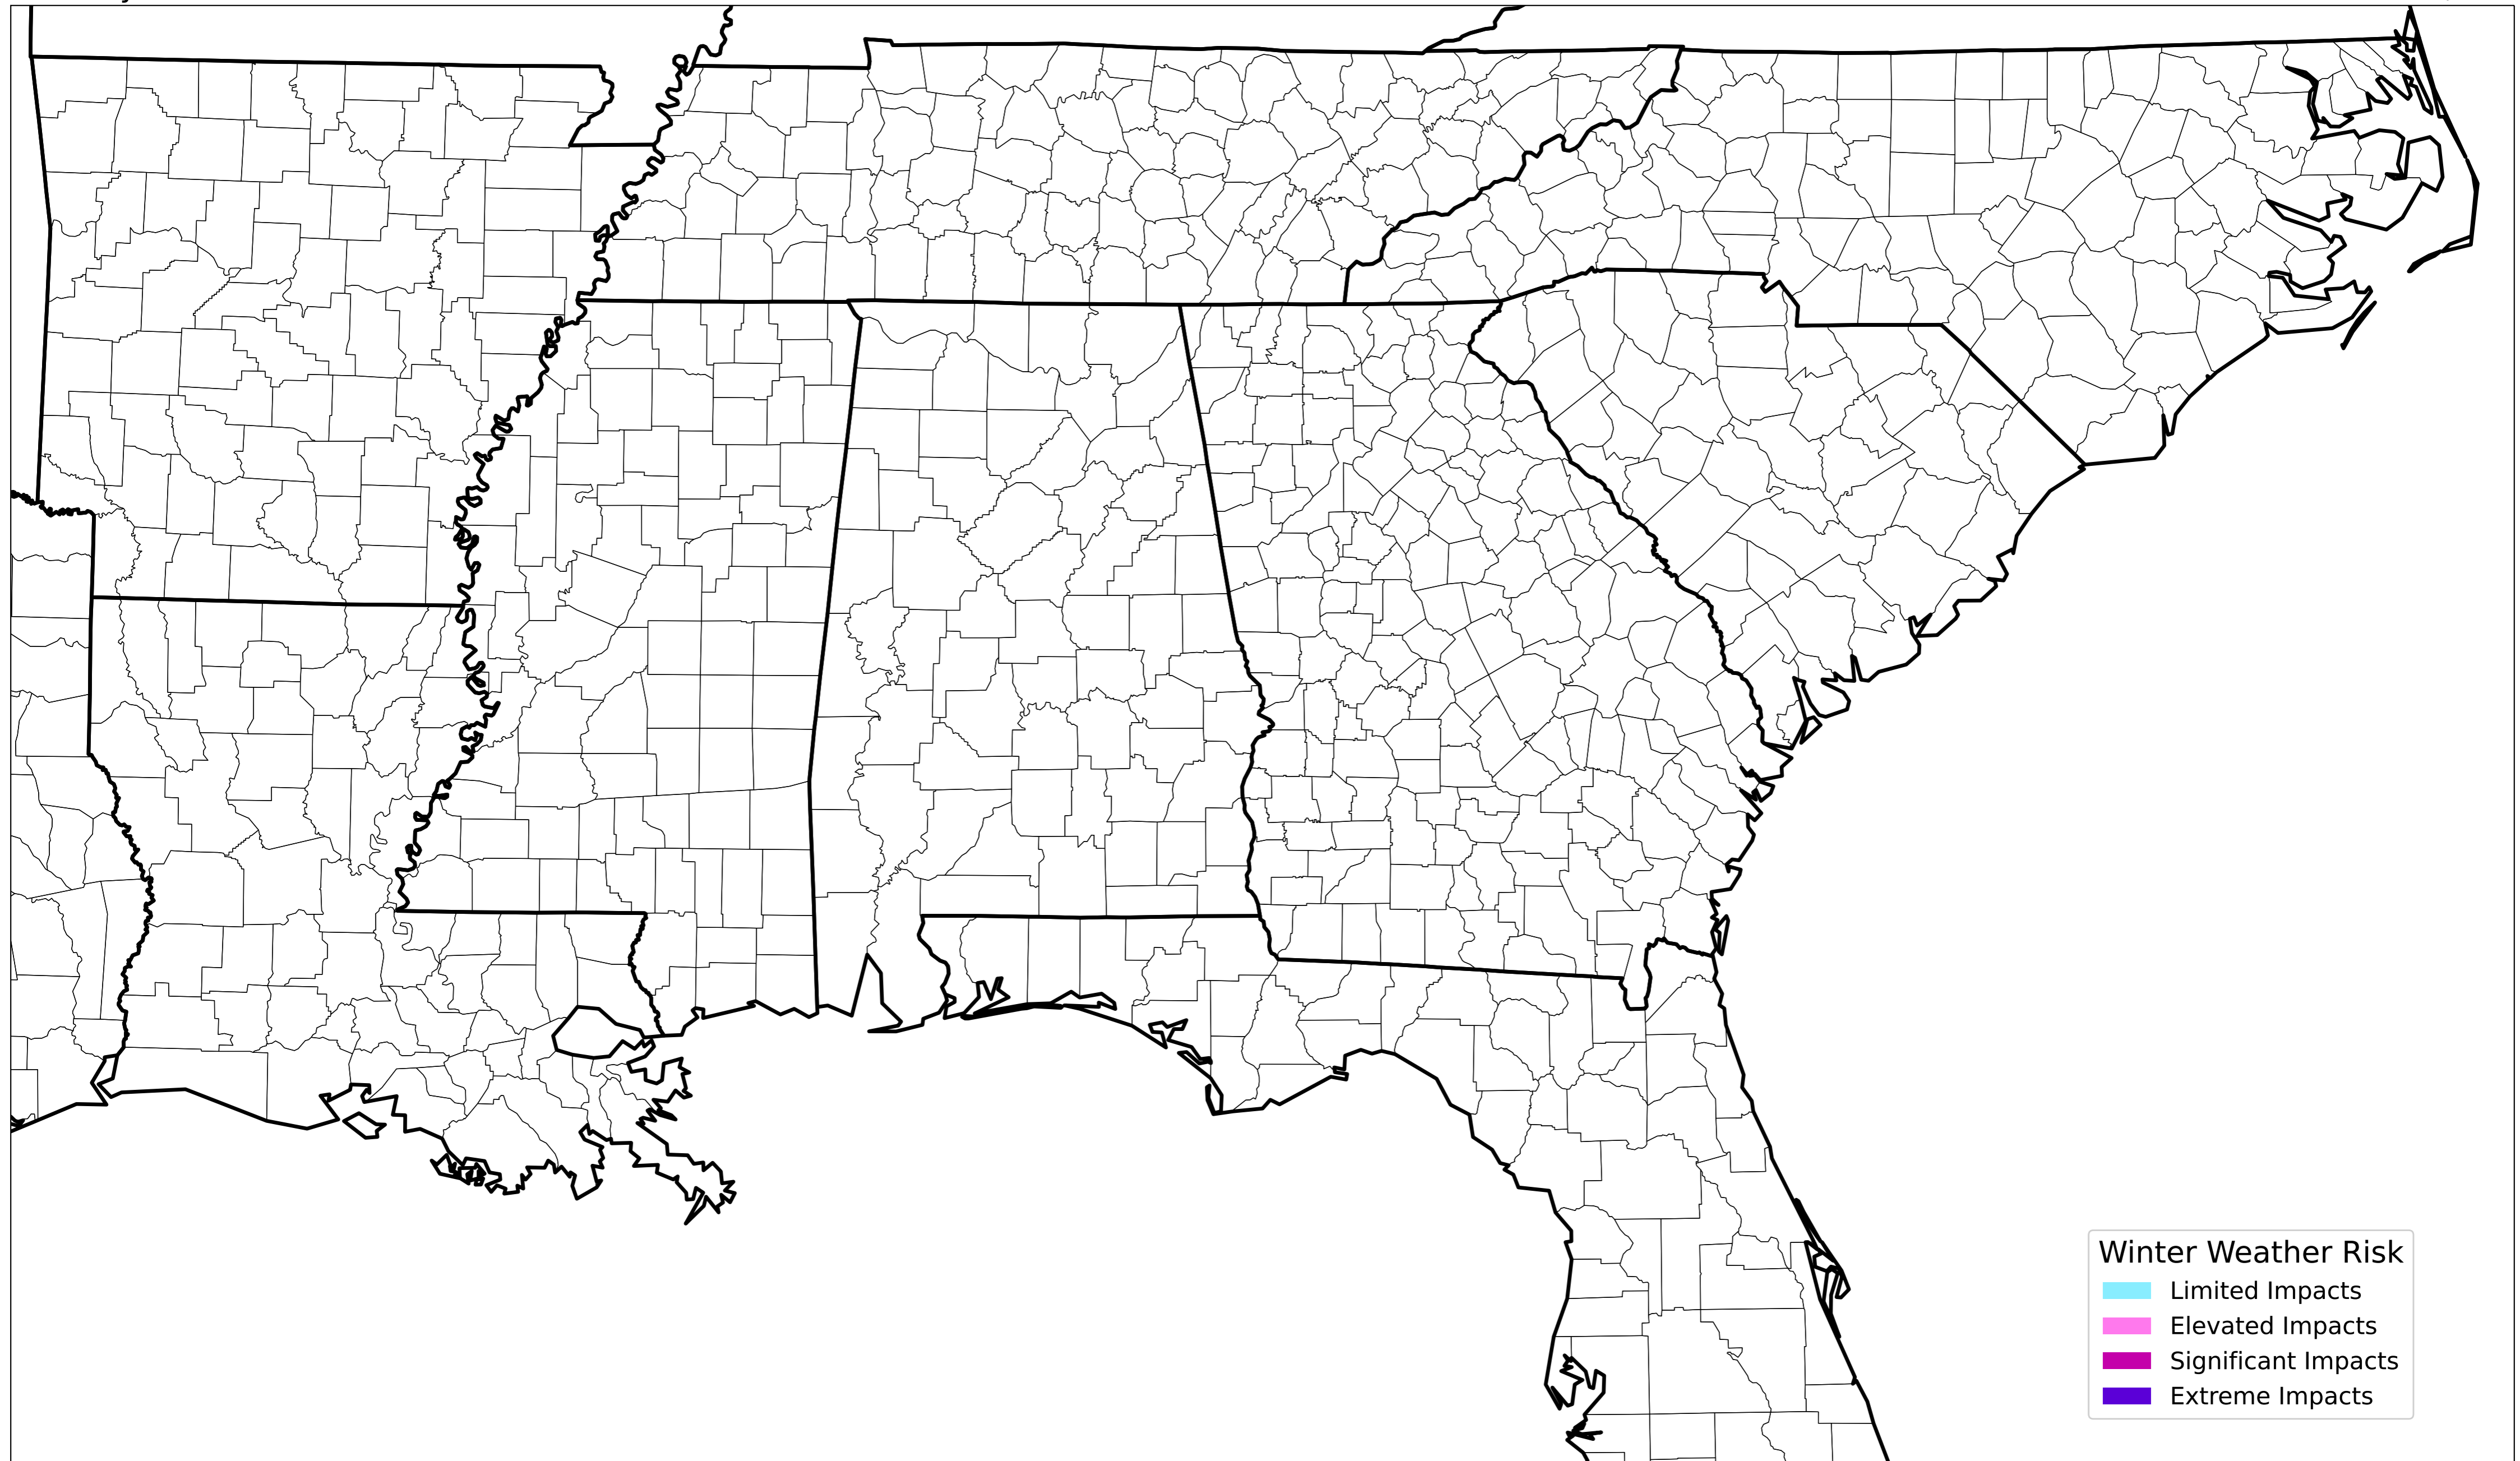 Winter Weather Risk
Limited Impacts
Elevated Impacts
Significant Impacts
Extreme Impacts